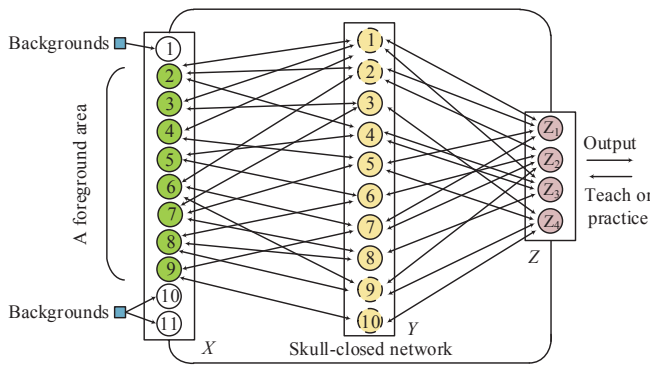 Backgrounds
1
2
3
4
5
6
7
8
9
10
11
A foreground area
Backgrounds
X
1
2
3
4
5
6
7
8
9
10
Y
Skull-closed network
Z1
Z2
Z3
Z4
Z
Output
Teach or
practice